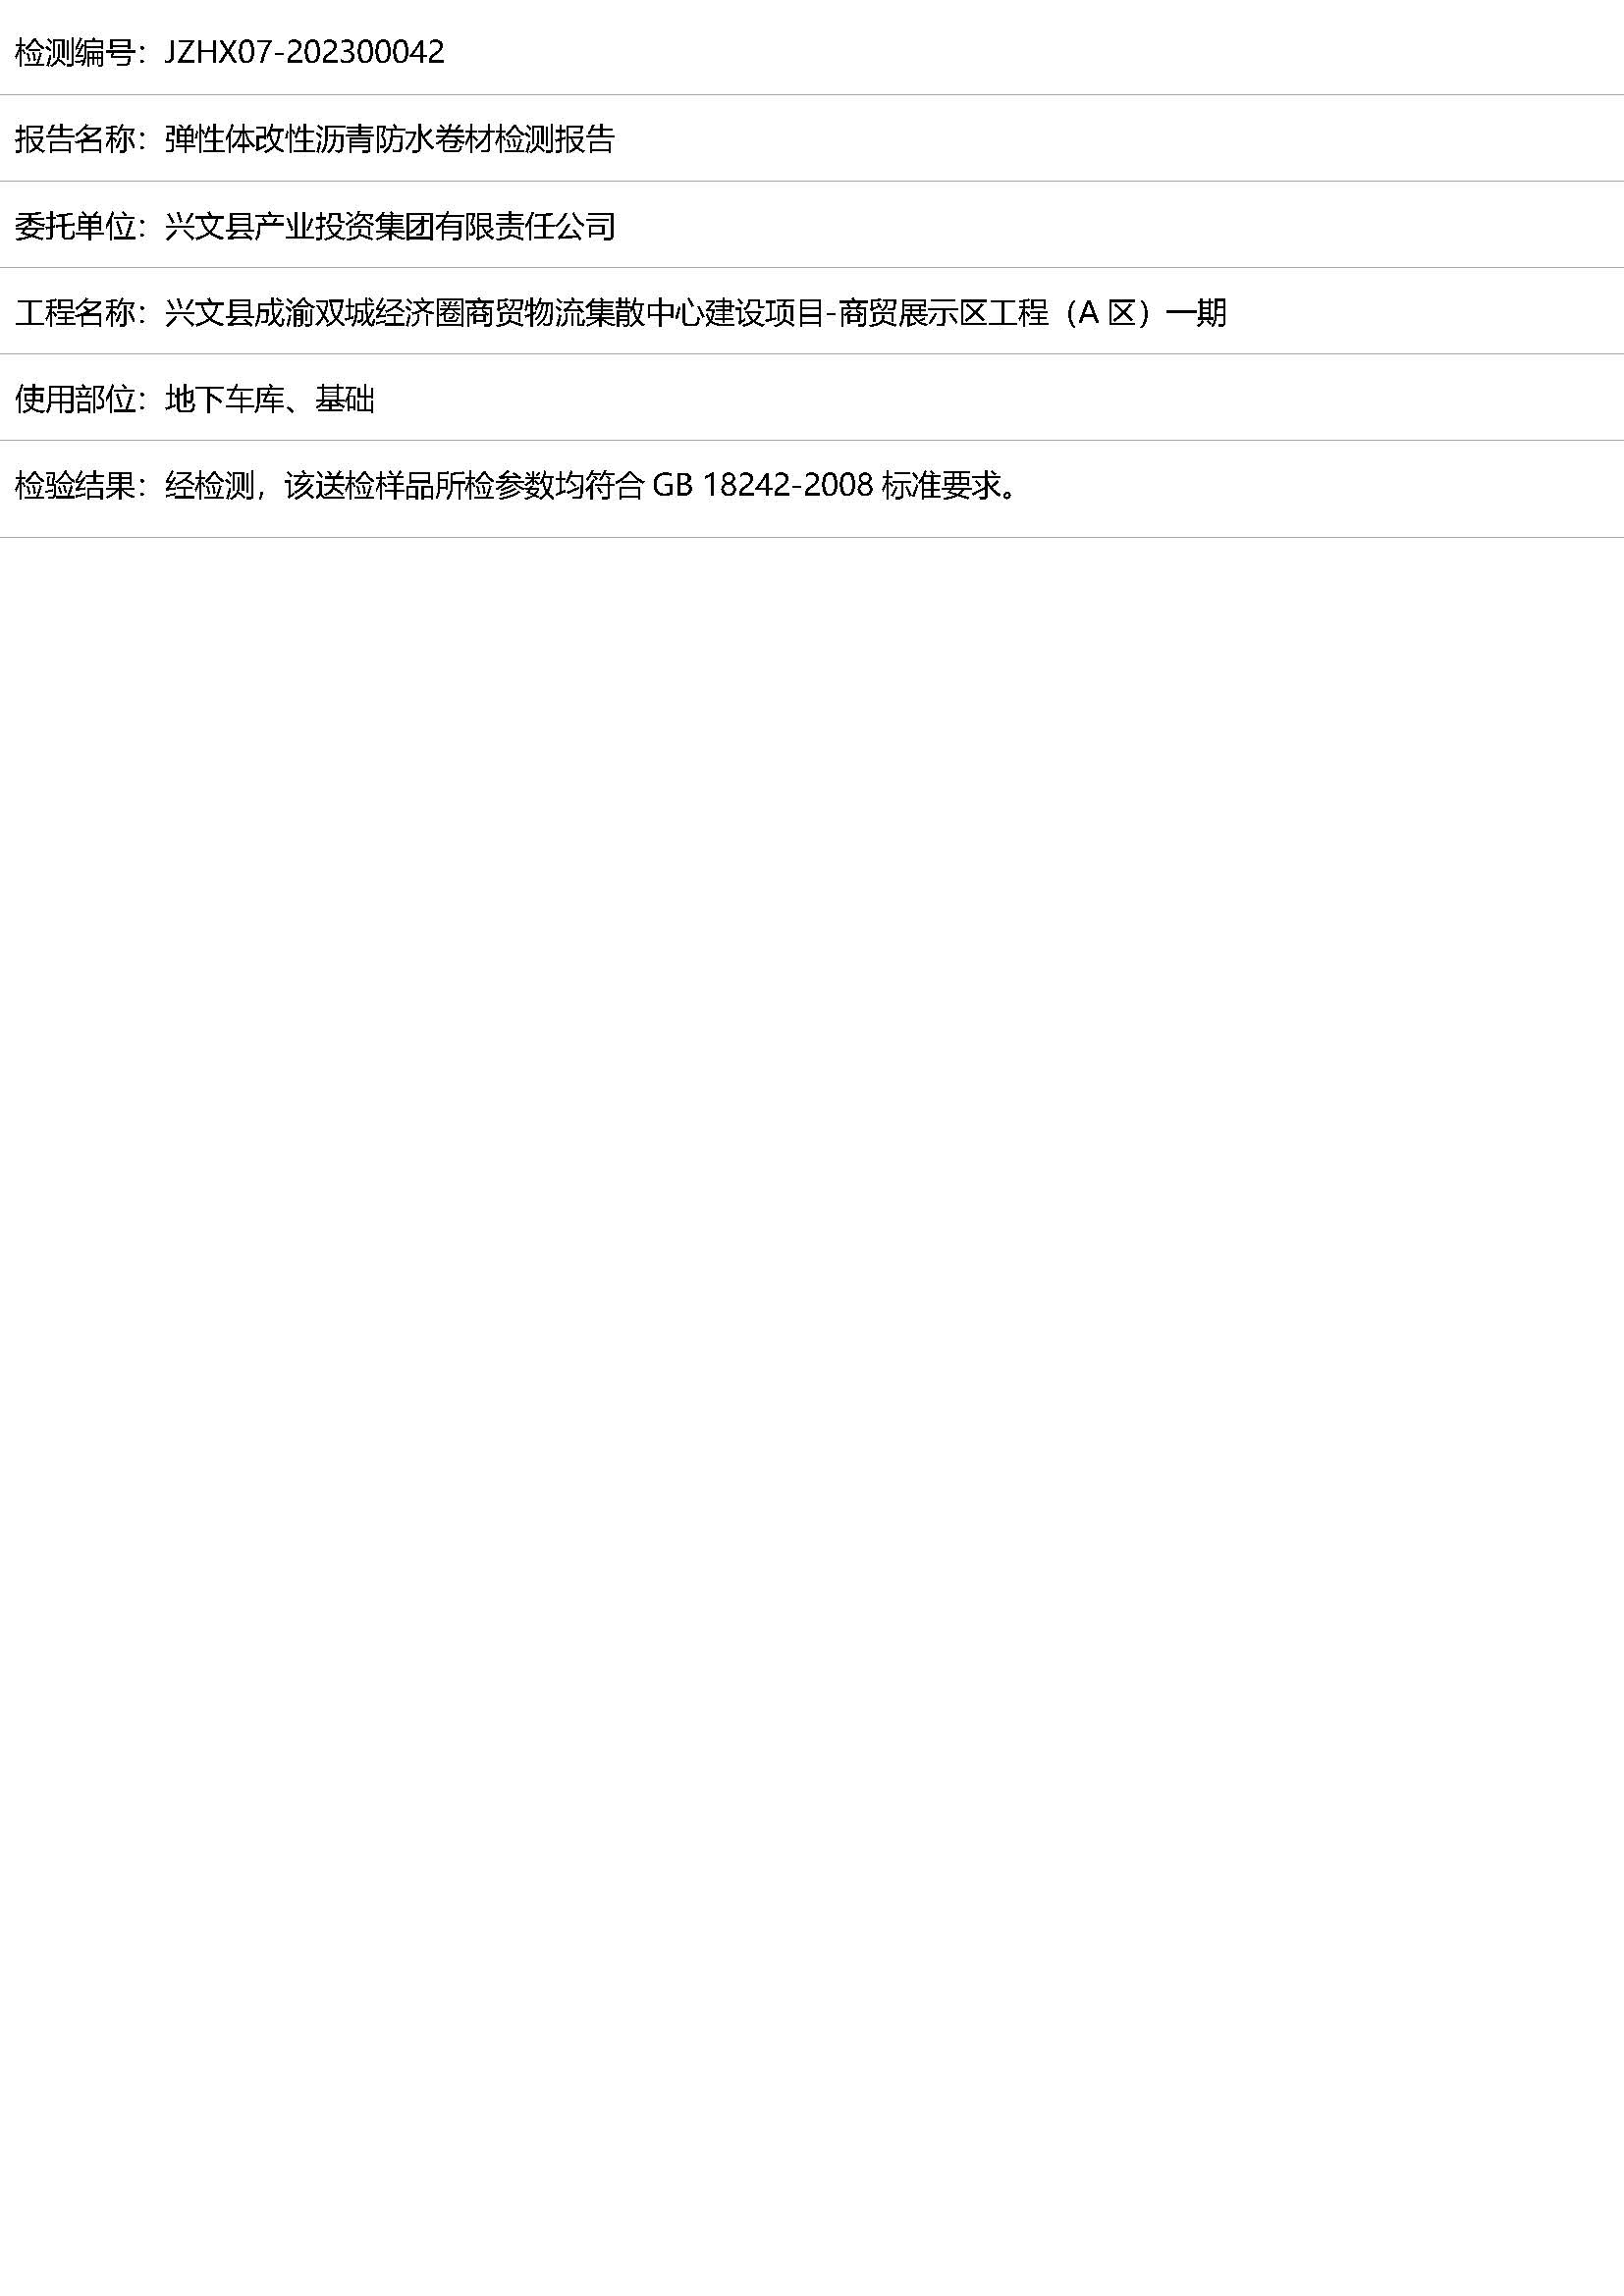 检测编号：JZHX07-202300042
报告名称：弹性体改性沥青防水卷材检测报告
委托单位：兴文县产业投资集团有限责任公司
工程名称：兴文县成渝双城经济圈商贸物流集散中心建设项目-商贸展示区工程（A 区）一期
使用部位：地下车库、基础
检验结果：经检测，该送检样品所检参数均符合 GB 18242-2008 标准要求。